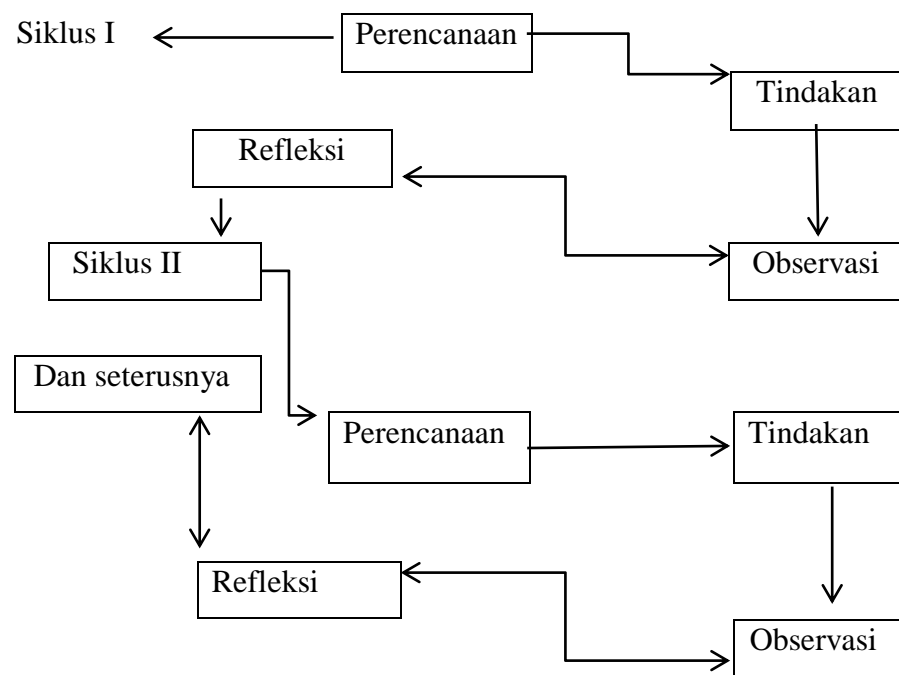 Siklus I
Perencanaan
Tindakan
Refleksi
Siklus II
Observasi
Dan seterusnya
Perencanaan
Tindakan
Refleksi
Observasi